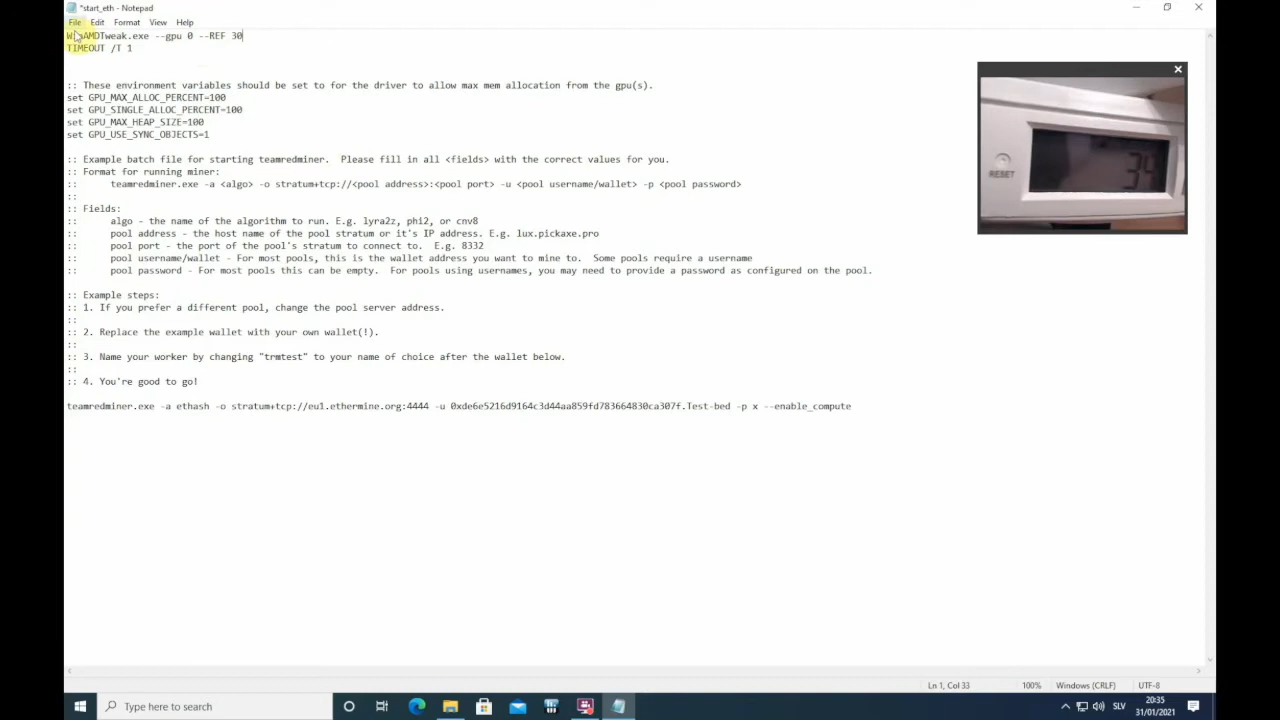 *start_eth - Notepad
File Edit Format View Help
WinAMDTweak.exe --gpu 0 --REF 30
TIMEOUT /T 1
:: These environment variables should be set to for the driver to allow max mem allocation from the gpu(s).
set GPU_MAX_ALLOC_PERCENT=100
set GPU_SINGLE_ALLOC_PERCENT=100
set GPU_MAX_HEAP_SIZE=100
set GPU_USE_SYNC_OBJECTS=1
:: Example batch file for starting teamredminer. Please fill in all <fields> with the correct values for you.
:: Format for running miner:
:: teamredminer.exe -a <algo> -o stratum+tcp://<pool address>:<pool port> -u <pool username/wallet> -p <pool password>
::
:: Fields:
:: algo - the name of the algorithm to run. E.g. lyra2z, phi2, or cnv8
:: pool address - the host name of the pool stratum or it's IP address. E.g. lux.pickaxe.pro
:: pool port - the port of the pool's stratum to connect to. E.g. 8332
:: pool username/wallet - For most pools, this is the wallet address you want to mine to. Some pools require a username
:: pool password - For most pools this can be empty. For pools using usernames, you may need to provide a password as configured on the pool.
:: Example steps:
:: 1. If you prefer a different pool, change the pool server address.
::
:: 2. Replace the example wallet with your own wallet(!).
::
:: 3. Name your worker by changing "trmtest" to your name of choice after the wallet below.
::
:: 4. You're good to go!
teamredminer.exe -a ethash -o stratum+tcp://eu1.ethermine.org:4444 -u 0xde6e5216d9164c3d44aa859fd783664830ca307f.Test-bed -p x --enable_compute
RESET
39
Ln 1, Col 33 100% Windows (CRLF) UTF-8
Type here to search
SLV
20:35
31/01/2021